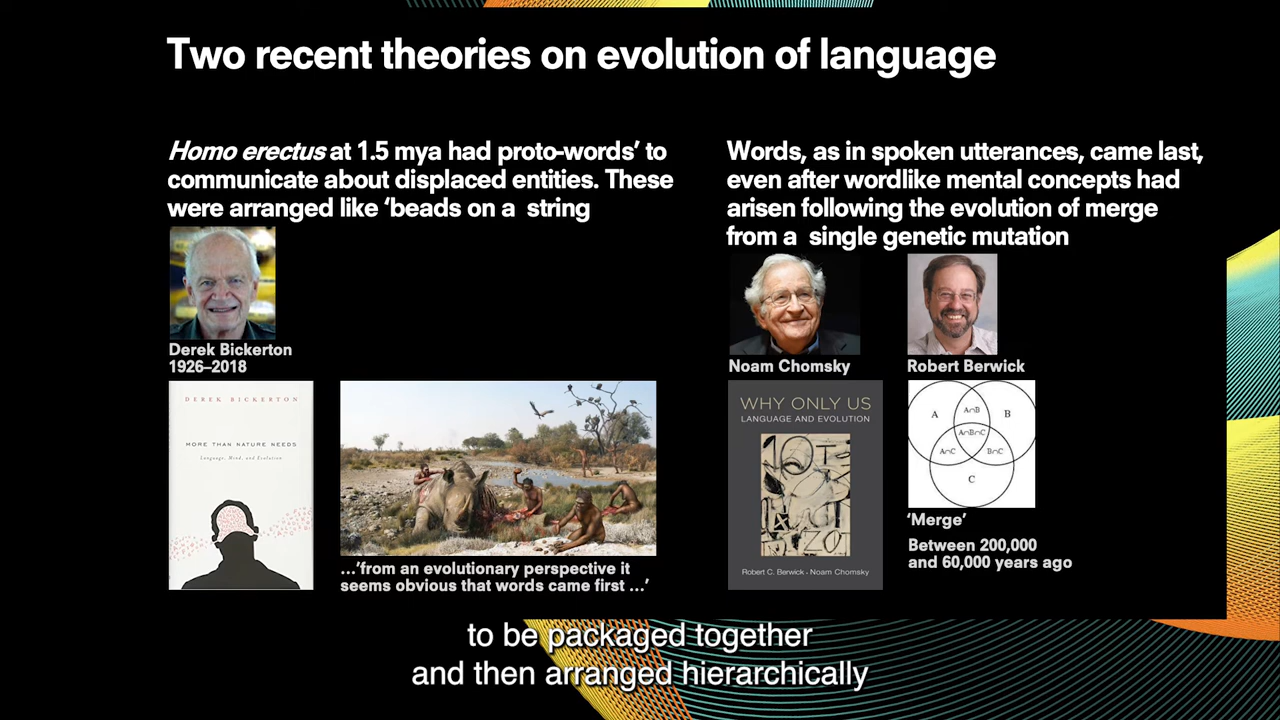 Two recent theories on evolution of language
Homo erectus at 1.5 mya had proto-words’ to
communicate about displaced entities. These
were arranged like ‘beads on a  string
Derek Bickerton
1926–2018
DEREK BICKERTON
MORE THAN NATURE NEEDS
Language, Mind, and Evolution
...’from an evolutionary perspective it
seems obvious that words came first ...’
Words, as in spoken utterances, came last,
even after wordlike mental concepts had
arisen following the evolution of merge
from a  single genetic mutation
Noam Chomsky
Robert Berwick
WHY ONLY US
LANGUAGE AND EVOLUTION
Robert C. Berwick · Noam Chomsky
A
A∩B
B
A∩B∩C
A∩C
B∩C
C
‘Merge’
Between 200,000
and 60,000 years ago
to be packaged together
and then arranged hierarchically